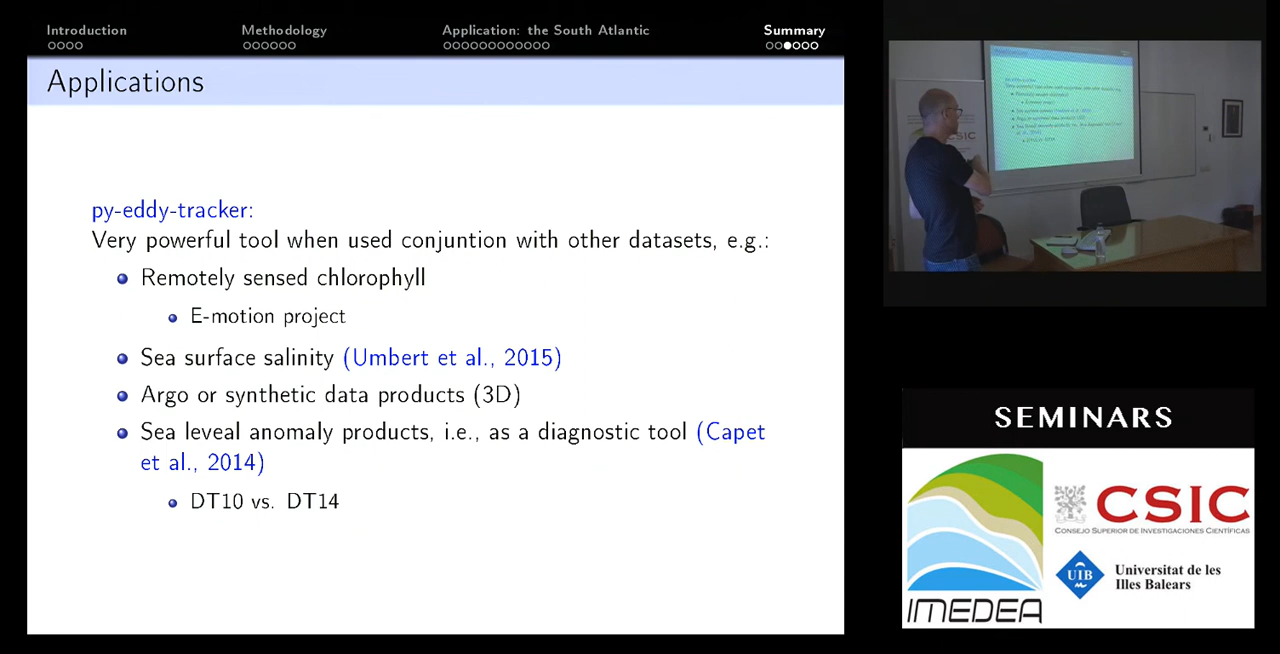 Introduction
Methodology
Application: the South Atlantic
Summary
Applications
py-eddy-tracker:
Very powerful tool when used conjuntion with other datasets, e.g.:
Remotely sensed chlorophyll
E-motion project
Sea surface salinity (Umbert et al., 2015)
Argo or synthetic data products (3D)
Sea leveal anomaly products, i.e., as a diagnostic tool (Capet
et al., 2014)
DT10 vs. DT14
CSIC
SEMINARS
IMEDEA
CSIC
CONSEJO SUPERIOR DE INVESTIGACIONES CIENTÍFICAS
UIB
Universitat de les
Illes Balears